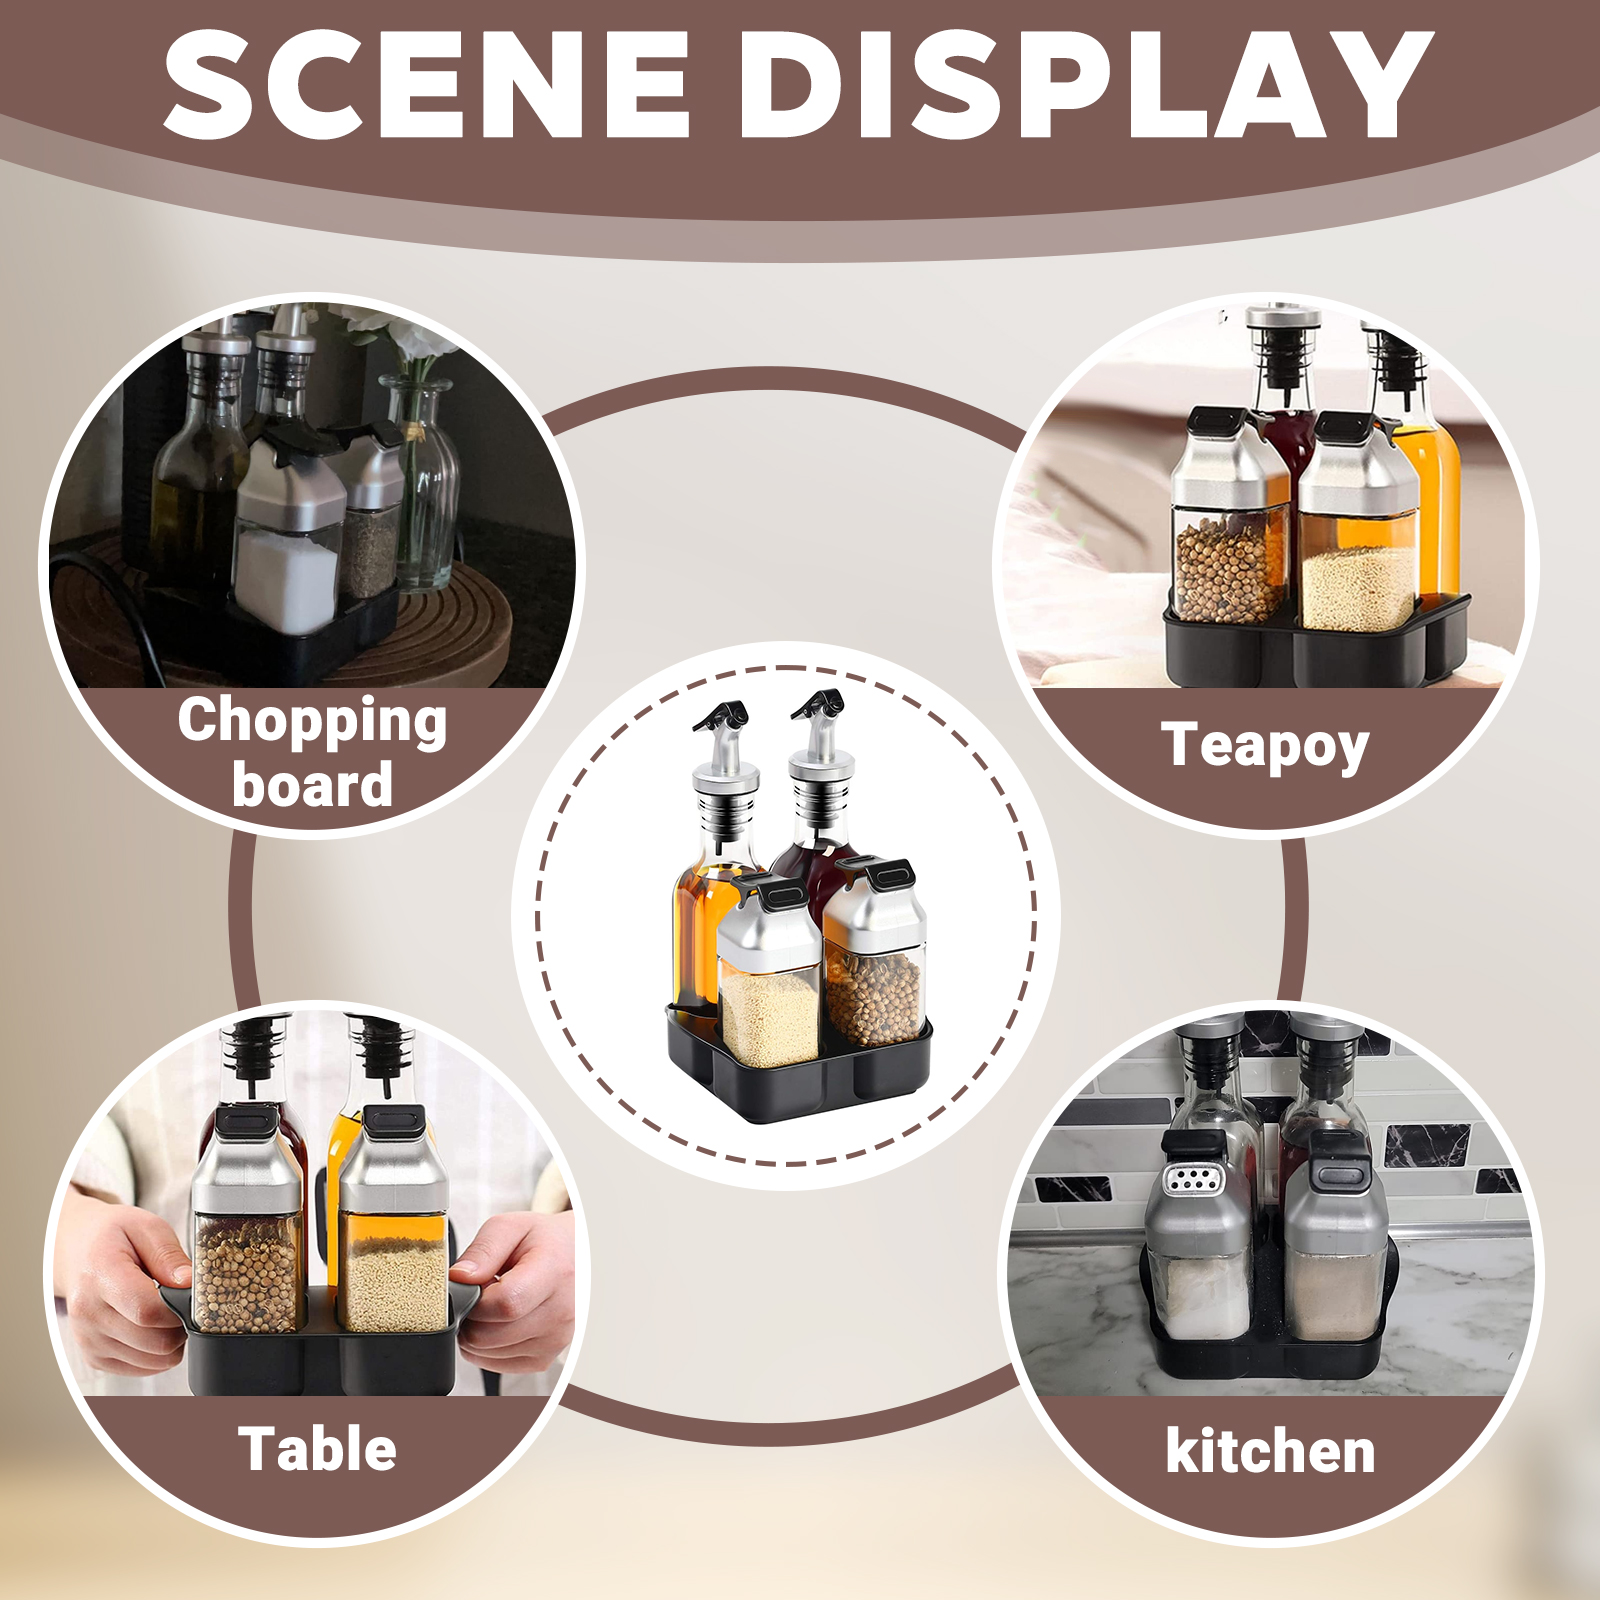 SCENE DISPLAY
Chopping
board
Teapoy
Table
kitchen